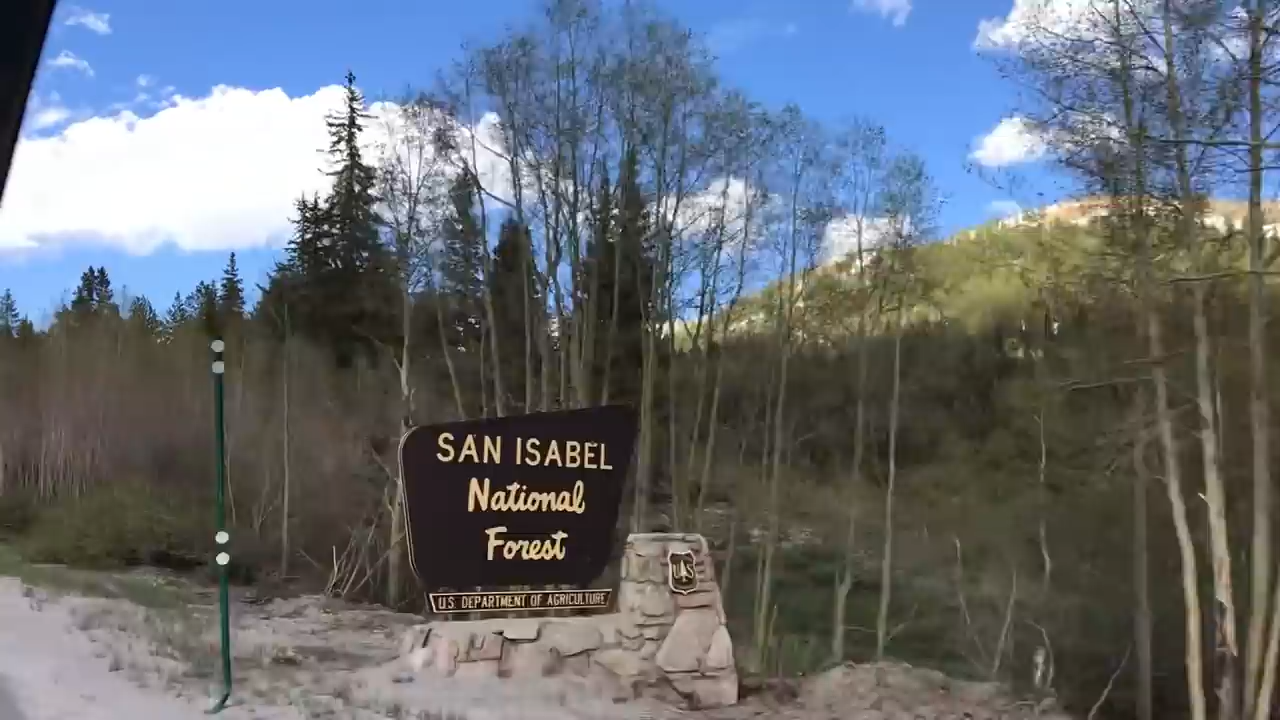 SAN ISABEL
National
Forest
U.S. DEPARTMENT OF AGRICULTURE
U S